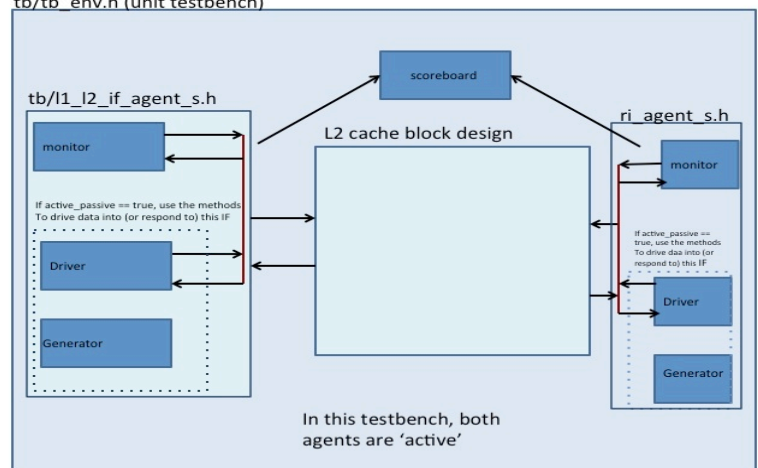 tb/tb_env.h (unit testbench)
scoreboard
tb/l1_l2_if_agent_s.h
monitor
If active_passive == true, use the methods
To drive data into (or respond to) this IF
Driver
Generator
L2 cache block design
ri_agent_s.h
monitor
If active_passive ==
true, use the methods
To drive daa into (or
respond to) this IF
Driver
Generator
In this testbench, both
agents are ‘active’